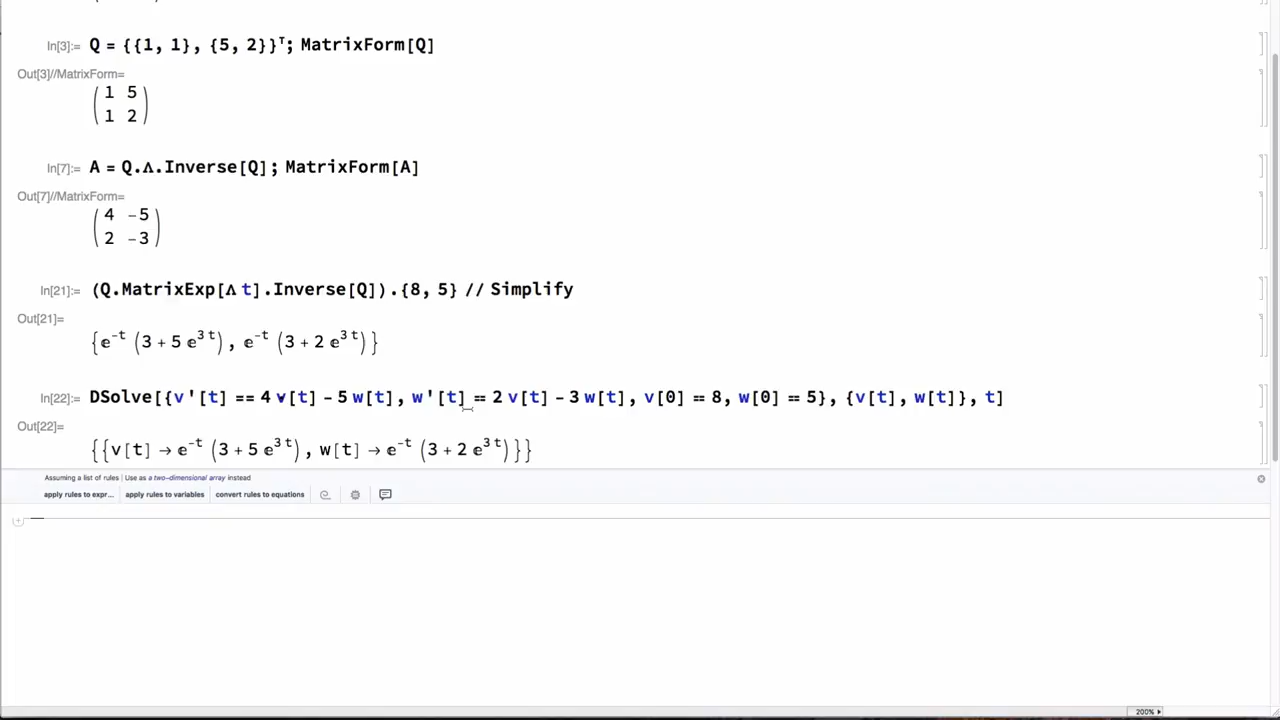 In[3]:= Q = {{1, 1}, {5, 2}}ᵀ; MatrixForm[Q]
Out[3]//MatrixForm=
( 1 5
1 2 )
In[7]:= A = Q.Λ.Inverse[Q]; MatrixForm[A]
Out[7]//MatrixForm=
( 4 -5
2 -3 )
In[21]:= (Q.MatrixExp[Λ t].Inverse[Q]).{8, 5} // Simplify
Out[21]=
{e^-t (3 + 5 e^3 t), e^-t (3 + 2 e^3 t)}
In[22]:= DSolve[{v'[t] == 4 v[t] - 5 w[t], w'[t] == 2 v[t] - 3 w[t], v[0] == 8, w[0] == 5}, {v[t], w[t]}, t]
Out[22]=
{{v[t] → e^-t (3 + 5 e^3 t), w[t] → e^-t (3 + 2 e^3 t)}}
Assuming a list of rules | Use as a two-dimensional array instead
apply rules to expr... apply rules to variables convert rules to equations
200%